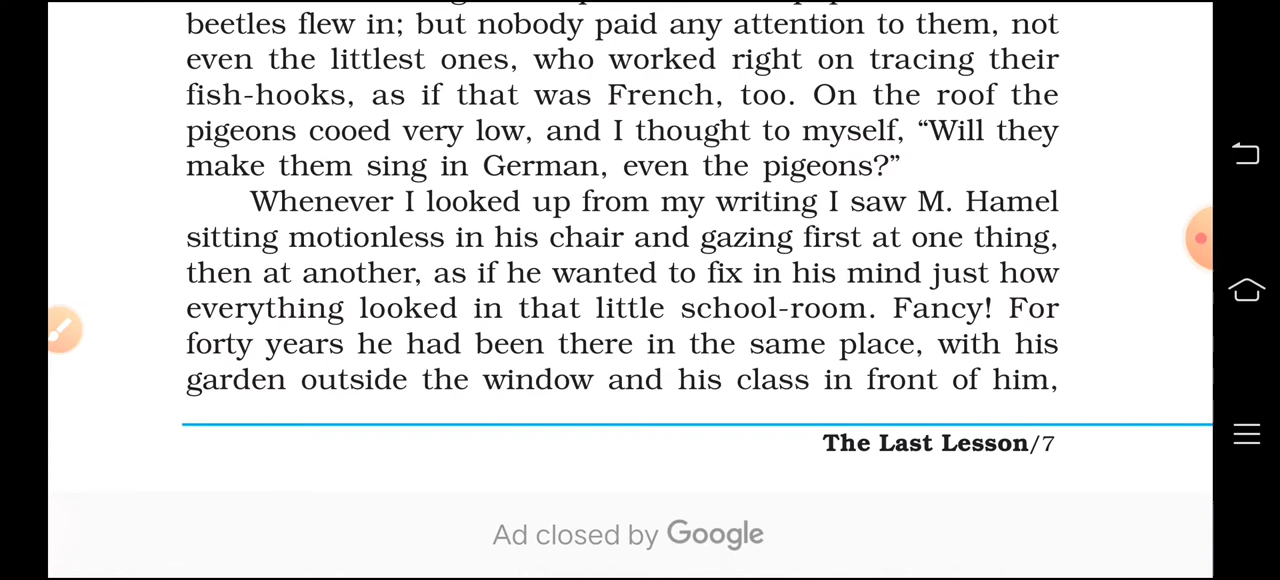 beetles flew in; but nobody paid any attention to them, not
even the littlest ones, who worked right on tracing their
fish-hooks, as if that was French, too. On the roof the
pigeons cooed very low, and I thought to myself, “Will they
make them sing in German, even the pigeons?”
Whenever I looked up from my writing I saw M. Hamel
sitting motionless in his chair and gazing first at one thing,
then at another, as if he wanted to fix in his mind just how
everything looked in that little school-room. Fancy! For
forty years he had been there in the same place, with his
garden outside the window and his class in front of him,
The Last Lesson/7
Ad closed by Google